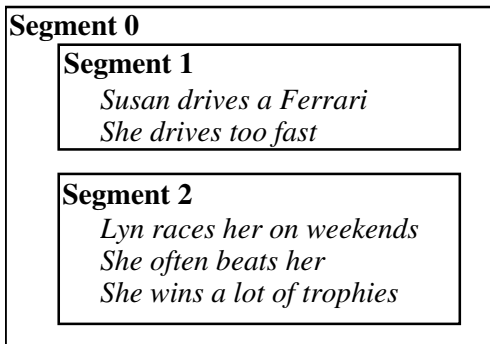 Segment 0
Segment 1
Susan drives a Ferrari
She drives too fast
Segment 2
Lyn races her on weekends
She often beats her
She wins a lot of trophies